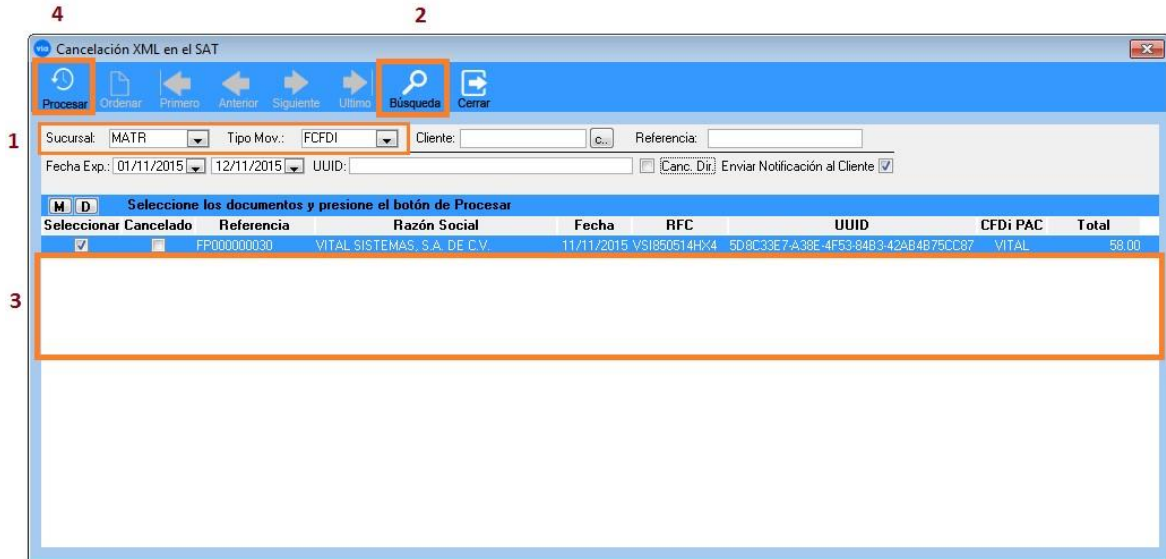 4 2
via Cancelación XML en el SAT
Procesar Ordenar Primero Anterior Siguiente Ultimo Búsqueda Cerrar
1 Sucursal: MATR Tipo Mov.: FCFDI Cliente: c.. Referencia:
Fecha Exp.: 01/11/2015 12/11/2015 UUID: Canc. Dir. Enviar Notificación al Cliente
M D Seleccione los documentos y presione el botón de Procesar
Seleccionar Cancelado Referencia Razón Social Fecha RFC UUID CFDi PAC Total
FP000000030 VITAL SISTEMAS, S.A. DE C.V. 11/11/2015 VSI850514HX4 5D8C33E7-A38E-4F53-84B3-42AB4B75CC87 VITAL 58.00
3